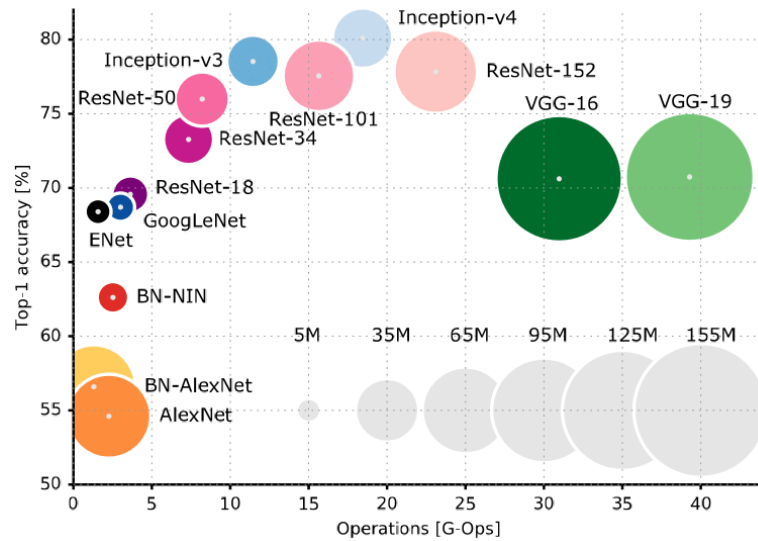 Inception-v4
80
Inception-v3
ResNet-152
ResNet-50
VGG-16
VGG-19
75
ResNet-101
ResNet-34
Top-1 accuracy [%]
70
ResNet-18
GoogLeNet
ENet
65
BN-NIN
60
5M 35M 65M 95M 125M 155M
BN-AlexNet
55
AlexNet
50
0 5 10 15 20 25 30 35 40
Operations [G-Ops]